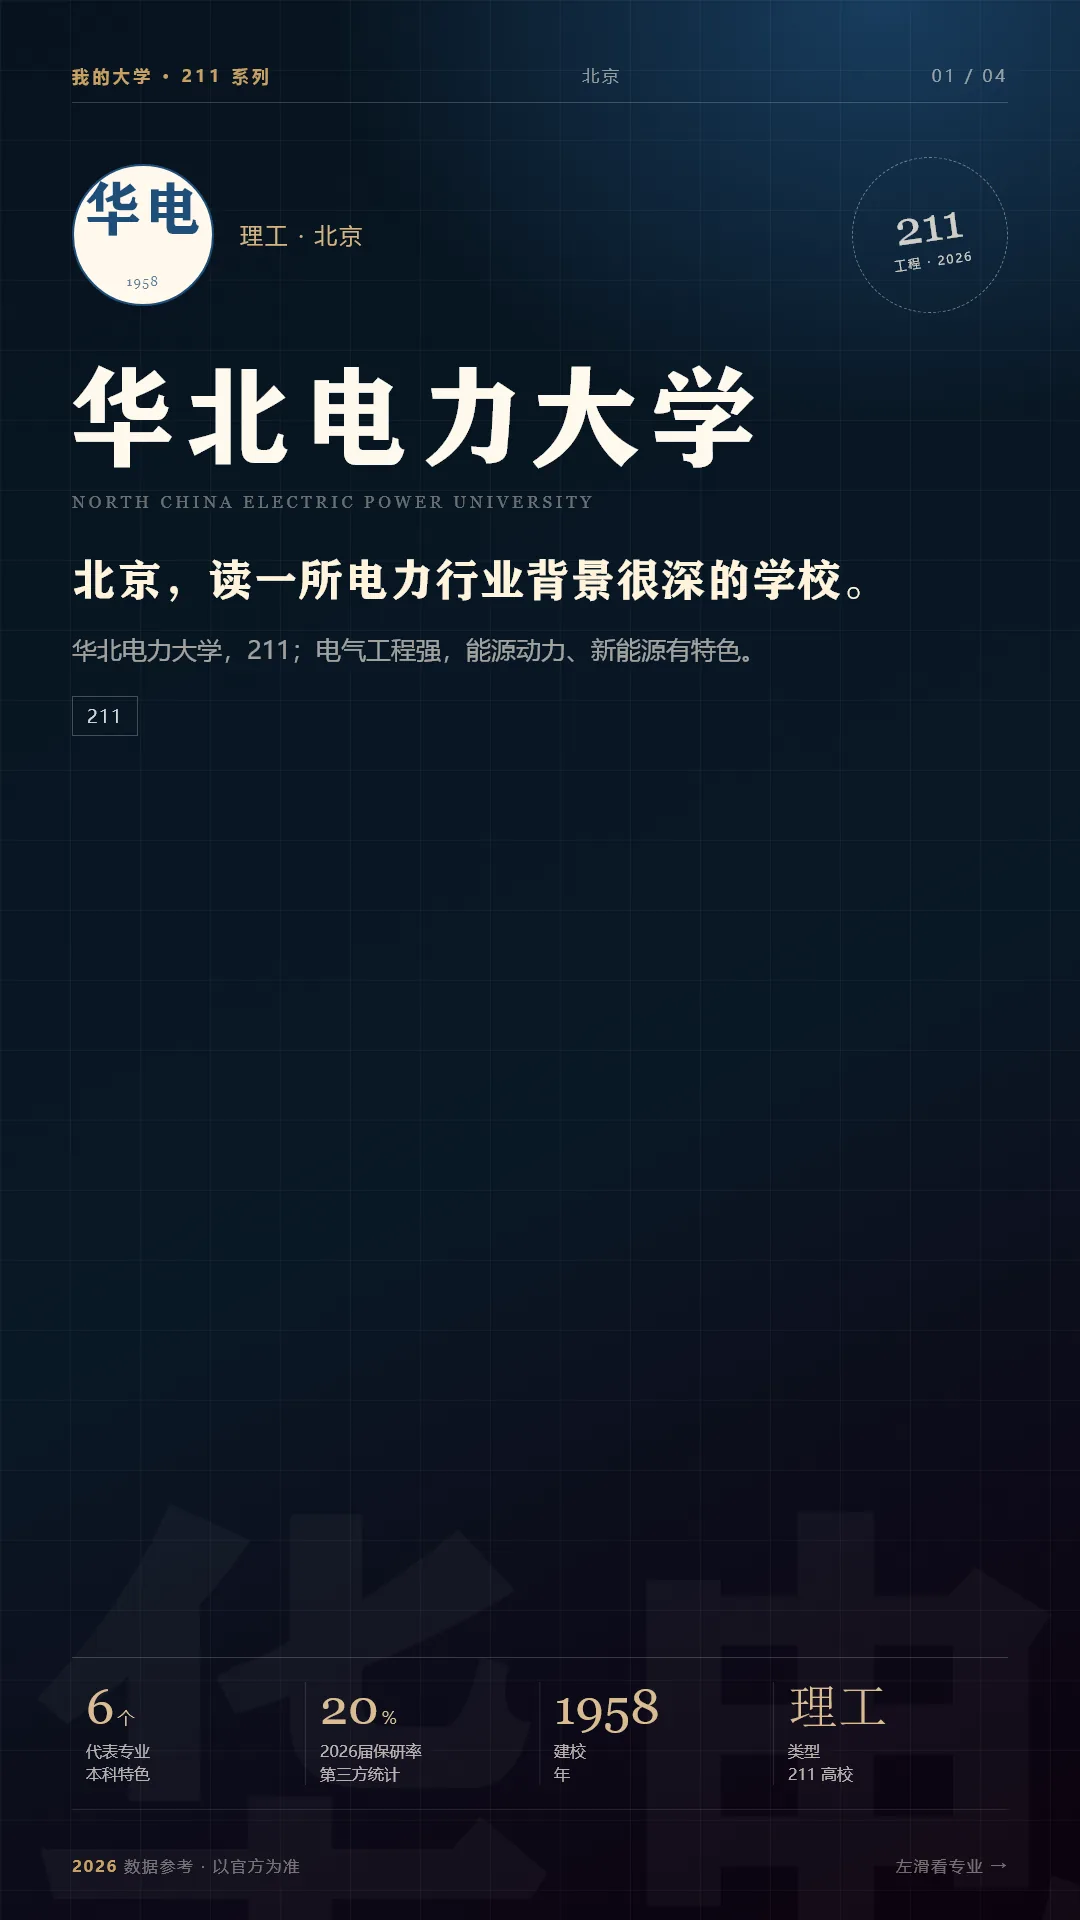 我的大学 · 211 系列
北京
01 / 04
华电
1958
理工 · 北京
211
工程 · 2026
华北电力大学
NORTH CHINA ELECTRIC POWER UNIVERSITY
北京，读一所电力行业背景很深的学校。
华北电力大学，211；电气工程强，能源动力、新能源有特色。
211
华电
6个
代表专业
本科特色
20%
2026届保研率
第三方统计
1958
建校
年
理工
类型
211 高校
2026 数据参考 · 以官方为准
左滑看专业 →